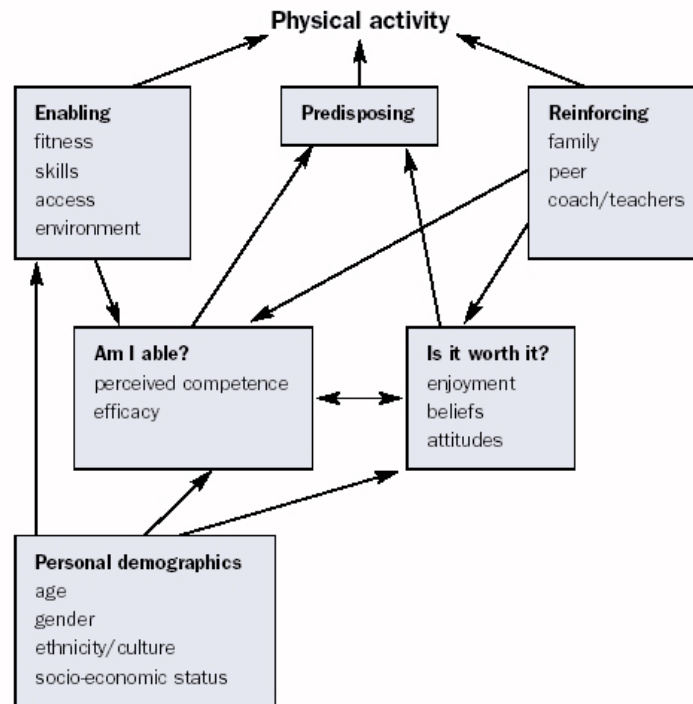 Physical activity
Enabling
fitness
skills
access
environment
Predisposing
Reinforcing
family
peer
coach/teachers
Am I able?
perceived competence
efficacy
Is it worth it?
enjoyment
beliefs
attitudes
Personal demographics
age
gender
ethnicity/culture
socio-economic status